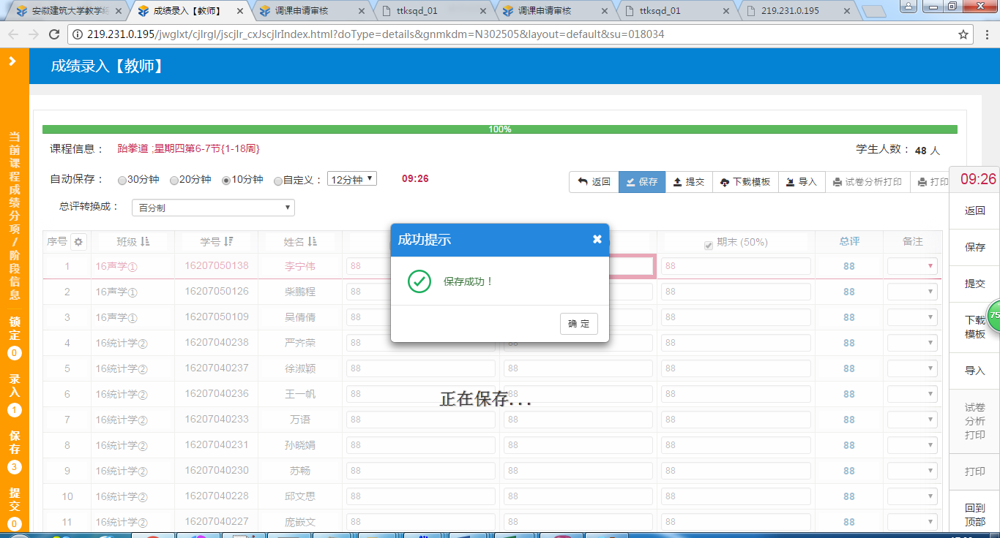 安徽建筑大学教学综
成绩录入【教师】
调课申请审核
ttksqd_01
调课申请审核
ttksqd_01
219.231.0.195
219.231.0.195/jwglxt/cjlrgl/jscjlr_cxJscjlrIndex.html?doType=details&gnmkdm=N302505&layout=default&su=018034
成绩录入【教师】
当前课程成绩分项/阶段信息
锁定
0
录入
1
保存
3
提交
0
100%
课程信息： 跆拳道 ;星期四第6-7节{1-18周} 学生人数： 48 人
自动保存： 30分钟 20分钟 10分钟 自定义： 12分钟 09:26 返回 保存 提交 下载模板 导入 试卷分析打印 打印
总评转换成： 百分制
序号 班级 学号 姓名 期末 (50%) 总评 备注
1 16声学① 16207050138 李宁伟 88 88 88
2 16声学① 16207050126 柴鹏程 88 88
3 16声学① 16207050109 吴倩倩 88 88
4 16统计学② 16207040238 严齐荣 88 88 88 88
5 16统计学② 16207040237 徐淑颖 88 88 88 88
6 16统计学② 16207040236 王一帆 88 88 88 88
7 16统计学② 16207040233 万语 88 88 88 88
8 16统计学② 16207040231 孙晓娟 88 88 88 88
9 16统计学② 16207040230 苏畅 88 88 88 88
10 16统计学② 16207040228 邱文思 88 88 88 88
11 16统计学② 16207040227 庞嵌文 88 88 88 88
成功提示
保存成功！
确 定
正在保存...
09:26
返回
保存
提交
下载
模板
75
导入
试卷
分析
打印
打印
回到
顶部